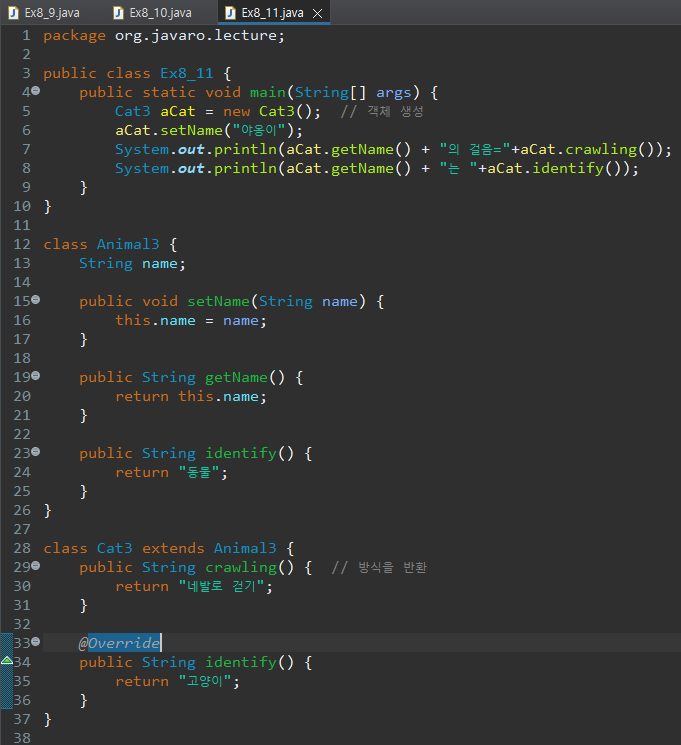 Ex8_9.java Ex8_10.java Ex8_11.java
1 package org.javaro.lecture;
2
3 public class Ex8_11 {
4 public static void main(String[] args) {
5 Cat3 aCat = new Cat3(); // 객체 생성
6 aCat.setName("야옹이");
7 System.out.println(aCat.getName() + "의 걸음="+aCat.crawling());
8 System.out.println(aCat.getName() + "는 "+aCat.identify());
9 }
10 }
11
12 class Animal3 {
13 String name;
14
15 public void setName(String name) {
16 this.name = name;
17 }
18
19 public String getName() {
20 return this.name;
21 }
22
23 public String identify() {
24 return "동물";
25 }
26 }
27
28 class Cat3 extends Animal3 {
29 public String crawling() { // 방식을 반환
30 return "네발로 걷기";
31 }
32
33 @Override
34 public String identify() {
35 return "고양이";
36 }
37 }
38